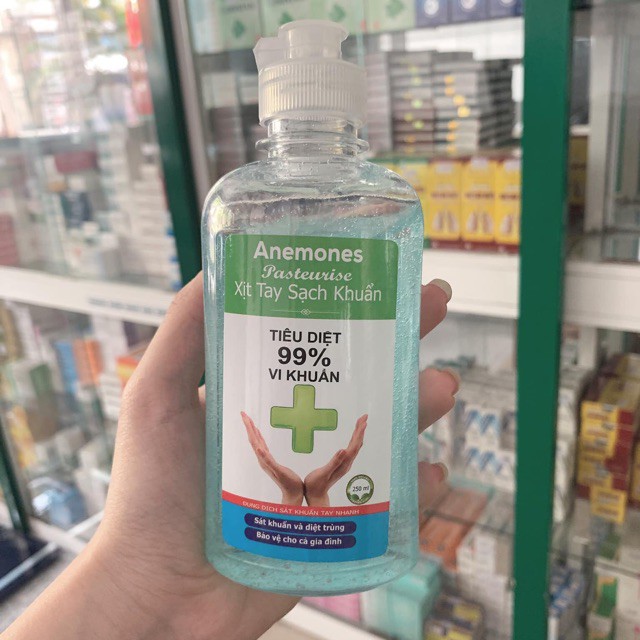 Anemones
Pasteurise
Xịt Tay Sạch Khuẩn
TIÊU DIỆT
99%
VI KHUẨN
250 ml
DUNG DỊCH SÁT KHUẨN TAY NHANH
Sát khuẩn và diệt trùng
Bảo vệ cho cả gia đình